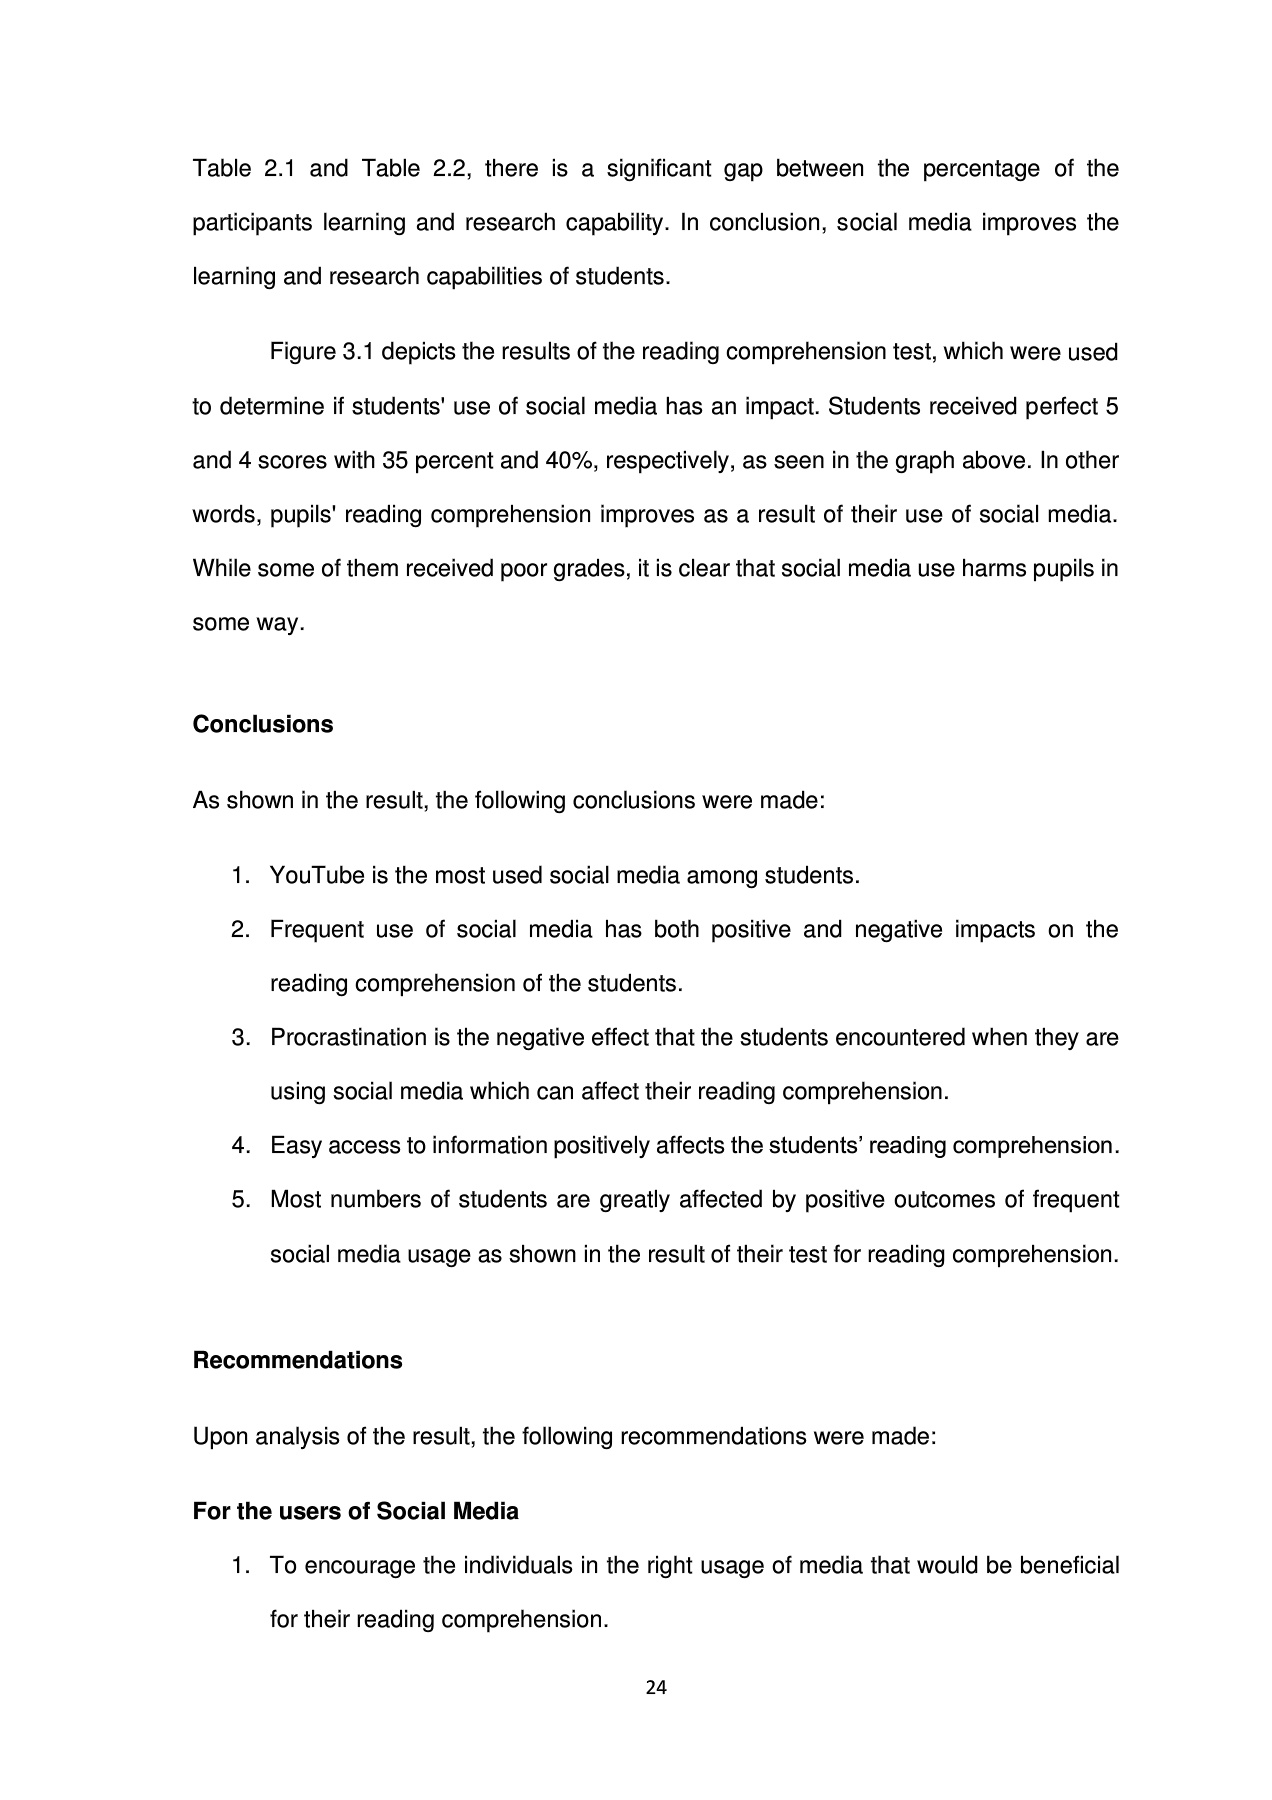 Table 2.1 and Table 2.2, there is a significant gap between the percentage of the
participants learning and research capability. In conclusion, social media improves the
learning and research capabilities of students.
Figure 3.1 depicts the results of the reading comprehension test, which were used
to determine if students' use of social media has an impact. Students received perfect 5
and 4 scores with 35 percent and 40%, respectively, as seen in the graph above. In other
words, pupils' reading comprehension improves as a result of their use of social media.
While some of them received poor grades, it is clear that social media use harms pupils in
some way.
Conclusions
As shown in the result, the following conclusions were made:
1. YouTube is the most used social media among students.
2. Frequent use of social media has both positive and negative impacts on the
reading comprehension of the students.
3. Procrastination is the negative effect that the students encountered when they are
using social media which can affect their reading comprehension.
4. Easy access to information positively affects the students’ reading comprehension.
5. Most numbers of students are greatly affected by positive outcomes of frequent
social media usage as shown in the result of their test for reading comprehension.
Recommendations
Upon analysis of the result, the following recommendations were made:
For the users of Social Media
1. To encourage the individuals in the right usage of media that would be beneficial
for their reading comprehension.
24